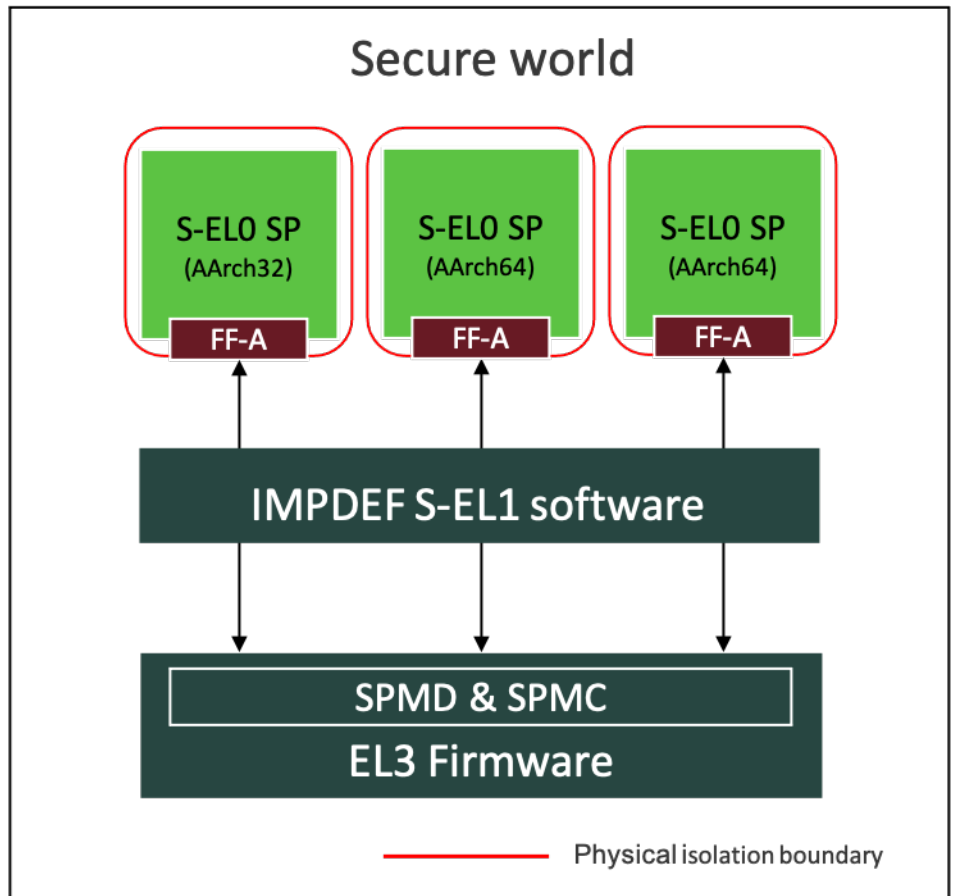 Secure world
S-EL0 SP
(AArch32)
S-EL0 SP
(AArch64)
S-EL0 SP
(AArch64)
FF-A
FF-A
FF-A
IMPDEF S-EL1 software
SPMD & SPMC
EL3 Firmware
Physical isolation boundary